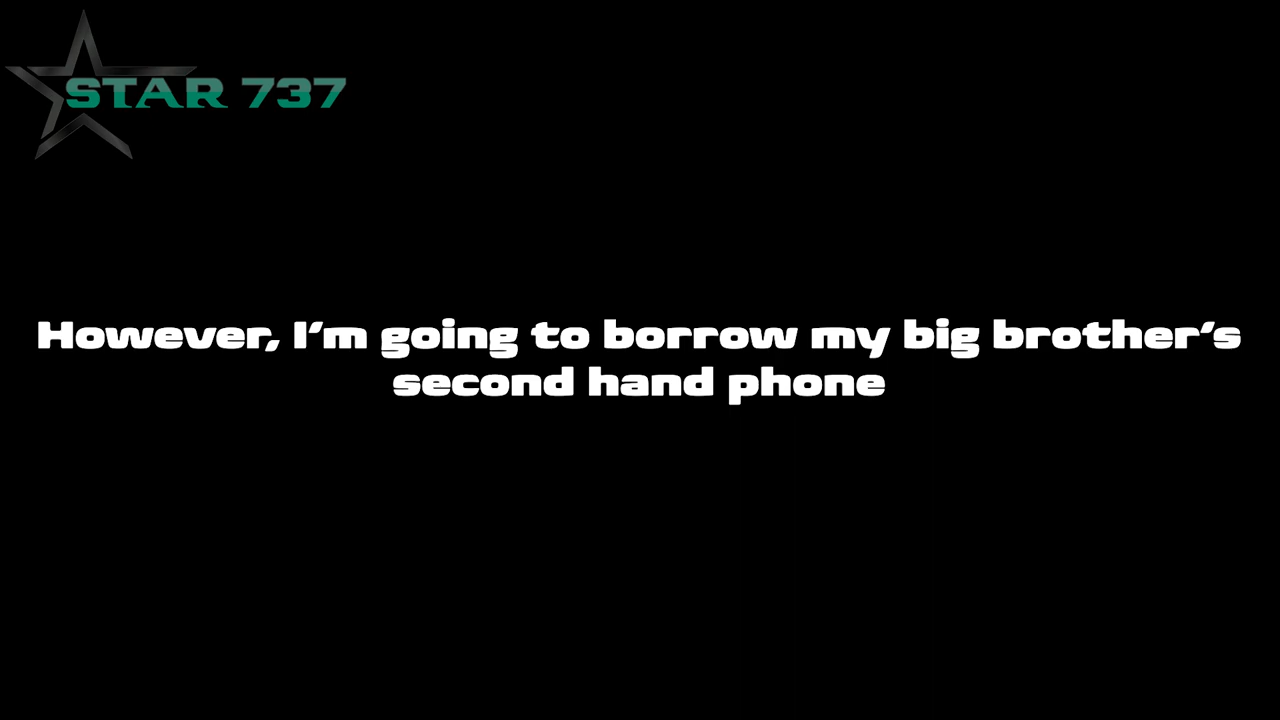 STAR 737
However, I'm going to borrow my big brother's
second hand phone